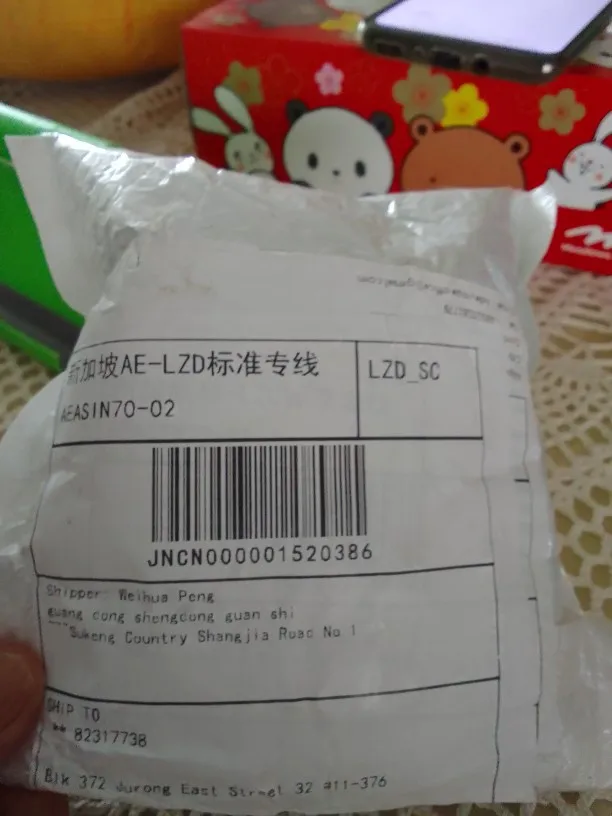 新加坡AE-LZD标准专线
LZD_SC
AEASIN70-02
JNCN000001520386
Shipper: Weihua Peng
guang dong shengdong guan shi
Sukeng Country Shangjia Road No 1
SHIP TO
** 82317738
Blk 372 Jurong East Street 32 #11-376